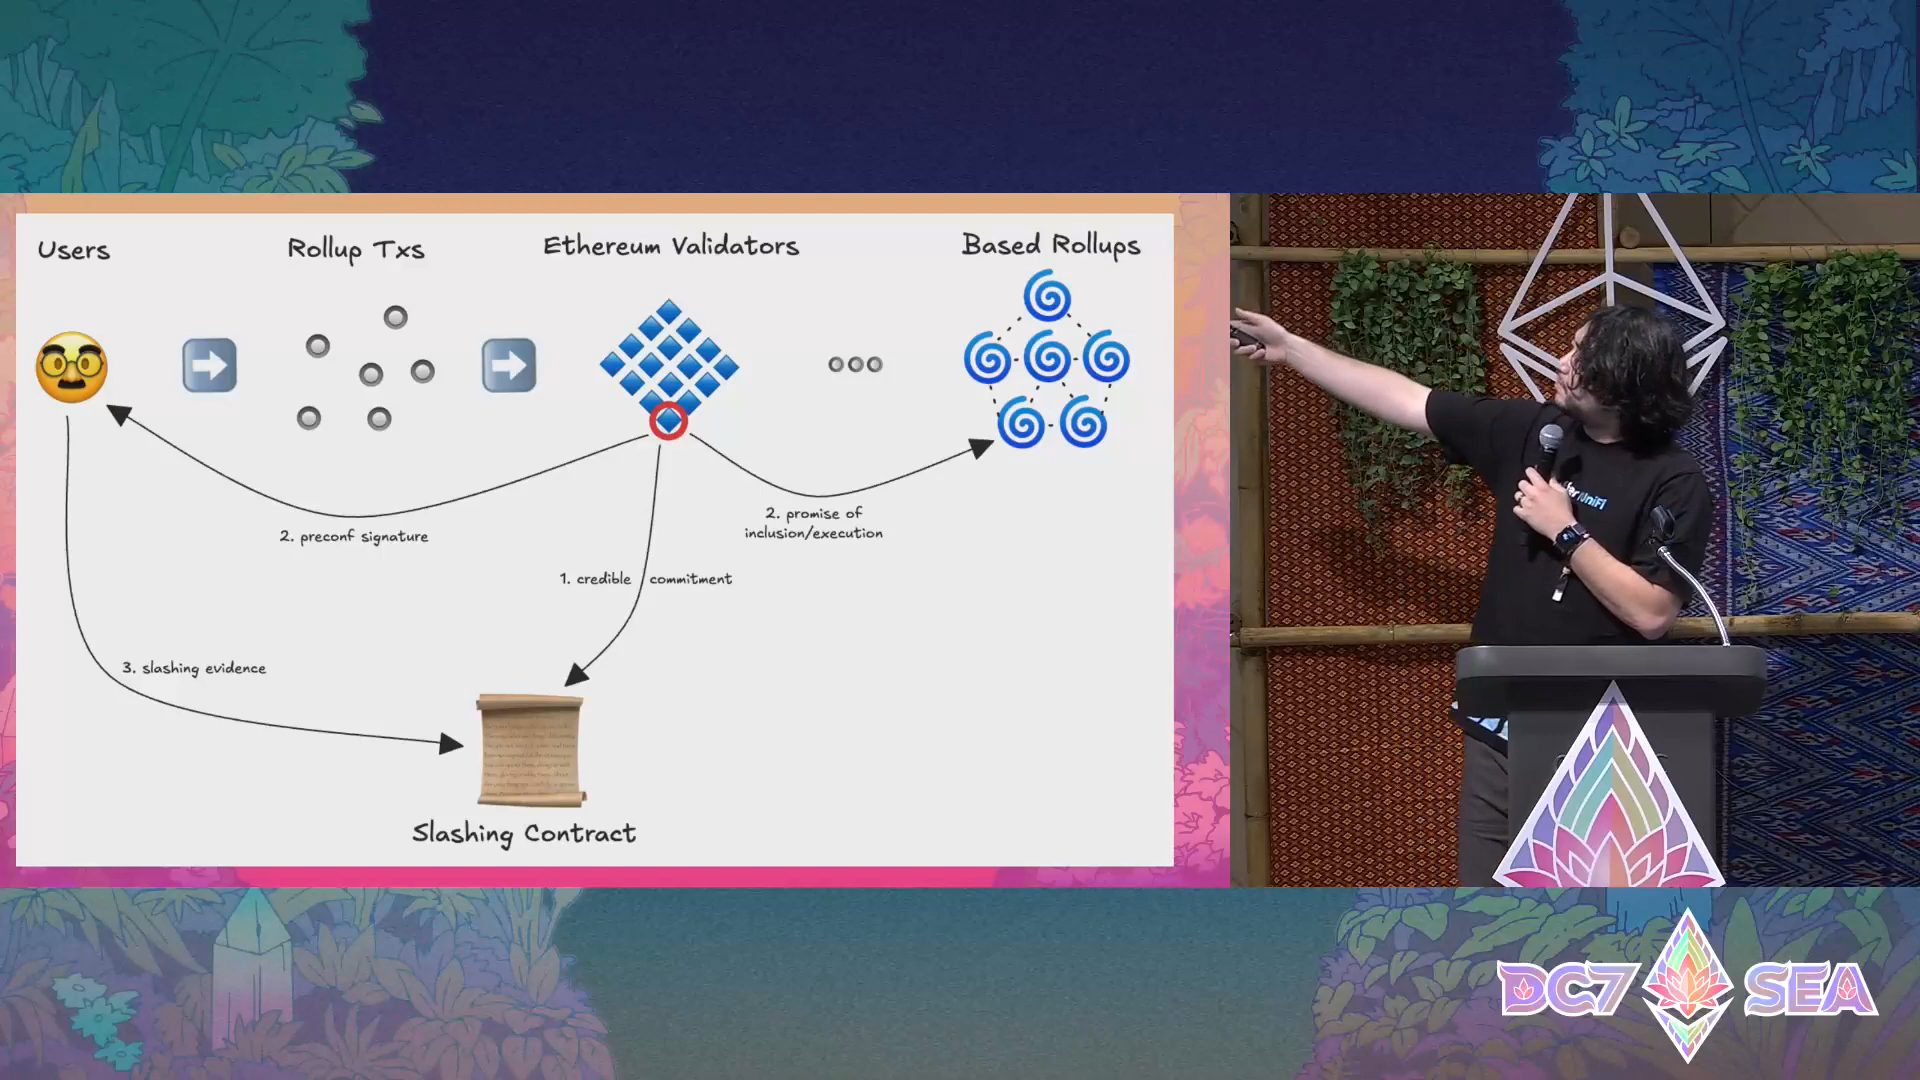 Users
Rollup Txs
Ethereum Validators
Based Rollups
2. preconf signature
2. promise of
inclusion/execution
1. credible commitment
3. slashing evidence
Slashing Contract
UniFi
DC7 SEA